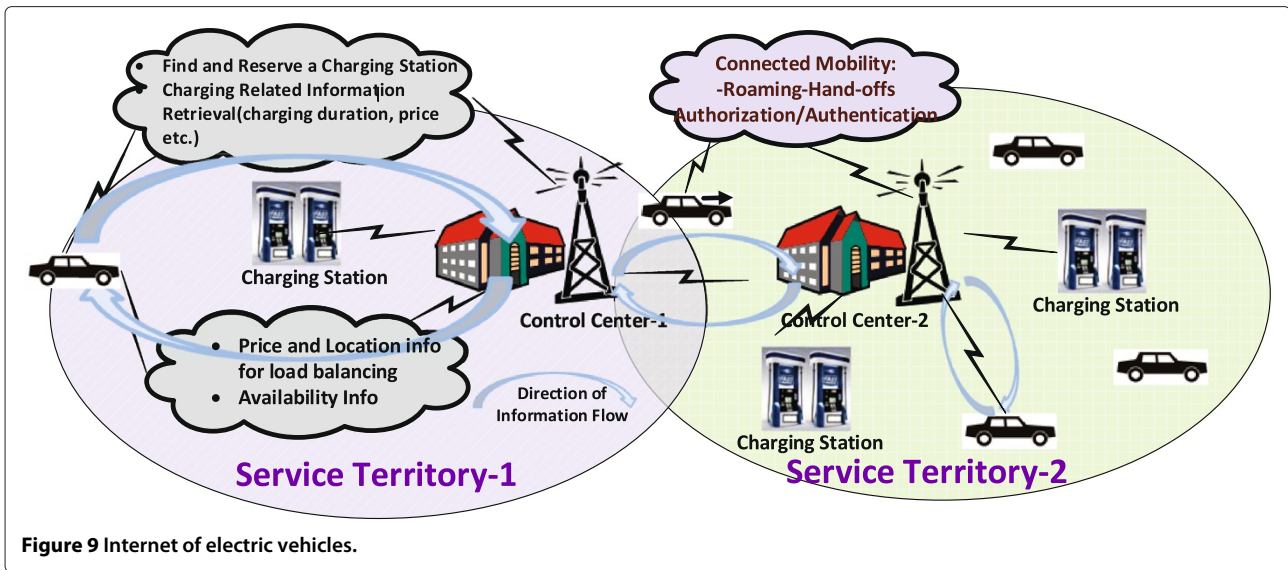 • Find and Reserve a Charging Station
• Charging Related Information
Retrieval(charging duration, price
etc.)
Connected Mobility:
-Roaming-Hand-offs
Authorization/Authentication
Charging Station
Control Center-1
Control Center-2
Charging Station
• Price and Location info
for load balancing
• Availability Info
Direction of
Information Flow
Charging Station
Service Territory-1
Service Territory-2
Figure 9 Internet of electric vehicles.